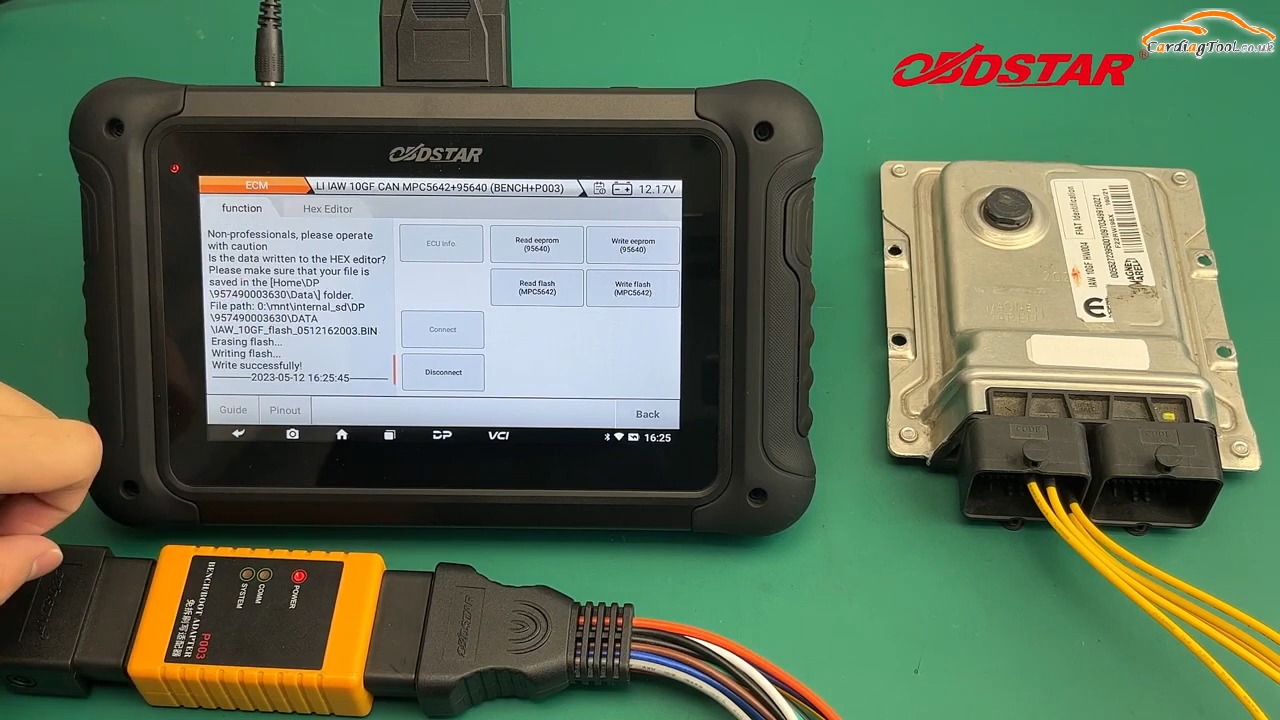 CardiagTool.co.uk
OBDSTAR®
OBDSTAR
ECM
LI IAW 10GF CAN MPC5642+95640 (BENCH+P003)
12.17V
function
Hex Editor
Non-professionals, please operate
with caution
Is the data written to the HEX editor?
Please make sure that your file is
saved in the [Home\DP
\957490003630\Data\] folder.
File path: 0:\mnt\internal_sd\DP
\957490003630\DATA
\IAW_10GF_flash_0512162003.BIN
Erasing flash...
Writing flash...
Write successfully!
2023-05-12 16:25:45
ECU Info.
Read eeprom
(95640)
Write eeprom
(95640)
Read flash
(MPC5642)
Write flash
(MPC5642)
Connect
Disconnect
Guide
Pinout
Back
DP
VCI
16:25
IAW 10GF HW004
FIAT Identification
MAGNETI
MARELLI
POWER
COMM
SYSTEM
BENCH/BOOT ADAPTER
P003
OBDSTAR
CODE
CODE